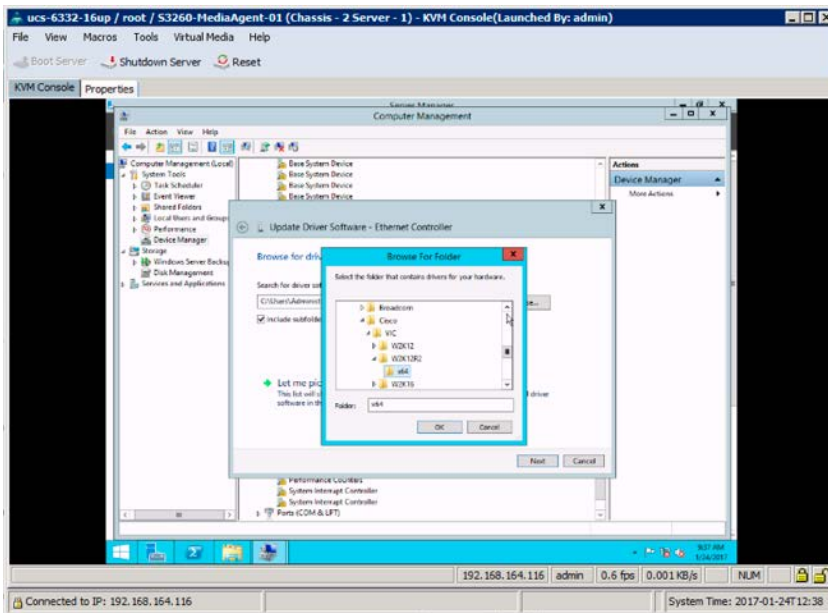 ucs-6332-16up / root / S3260-MediaAgent-01 (Chassis - 2 Server - 1) - KVM Console(Launched By: admin)
File View Macros Tools Virtual Media Help
Boot Server Shutdown Server Reset
KVM Console Properties
Server Manager
Computer Management
File Action View Help
Computer Management (Local)
System Tools
Task Scheduler
Event Viewer
Shared Folders
Local Users and Groups
Performance
Device Manager
Storage
Windows Server Backup
Disk Management
Services and Applications
Base System Device
Base System Device
Base System Device
Base System Device
Actions
Device Manager
More Actions
Update Driver Software - Ethernet Controller
Browse for driv
Search for driver sof
C:\Users\Administ
Include subfolde
Let me pic
This list will s
software in th
d driver
Browse For Folder
Select the folder that contains drivers for your hardware.
Broadcom
Cisco
VIC
W2K12
W2K12R2
x64
W2K16
Folder: x64
OK Cancel
Next Cancel
Performance Counters
System Interrupt Controller
System Interrupt Controller
Ports (COM & LPT)
9:37 AM
1/24/2017
192.168.164.116 admin 0.6 fps 0.001 KB/s NUM
Connected to IP: 192.168.164.116 System Time: 2017-01-24T12:38